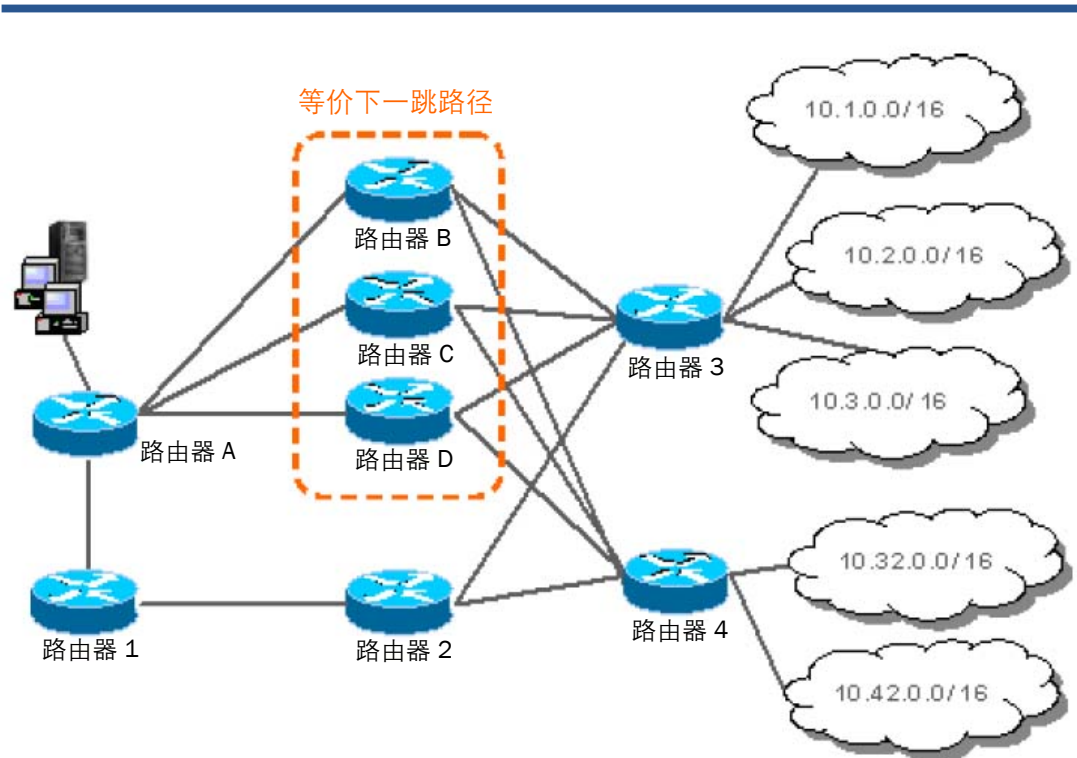 等价下一跳路径
10.1.0.0/16
路由器 B
10.2.0.0/16
路由器 C
路由器 3
10.3.0.0/16
路由器 A
路由器 D
10.32.0.0/16
路由器 1
路由器 2
路由器 4
10.42.0.0/16